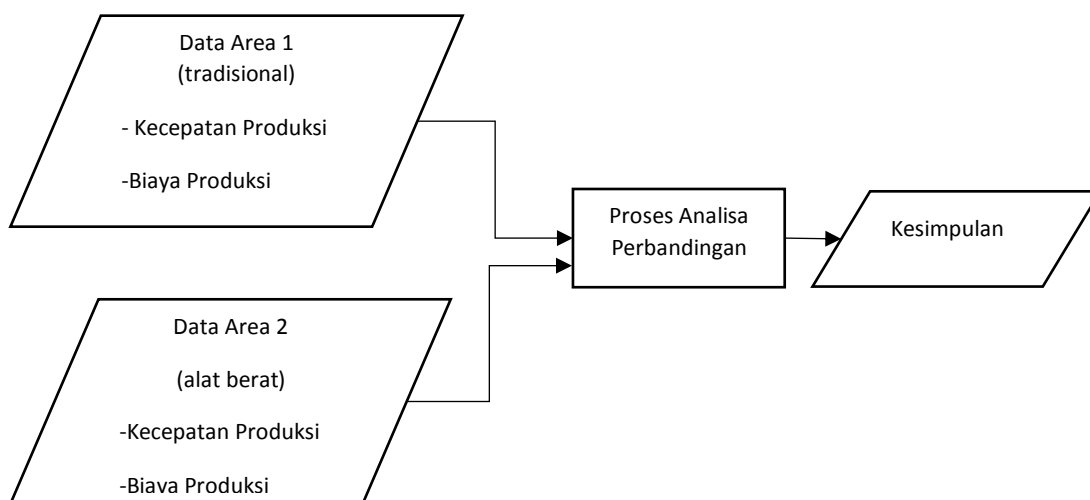 Data Area 1
(tradisional)
- Kecepatan Produksi
-Biaya Produksi
Proses Analisa
Perbandingan
Kesimpulan
Data Area 2
(alat berat)
-Kecepatan Produksi
-Biaya Produksi